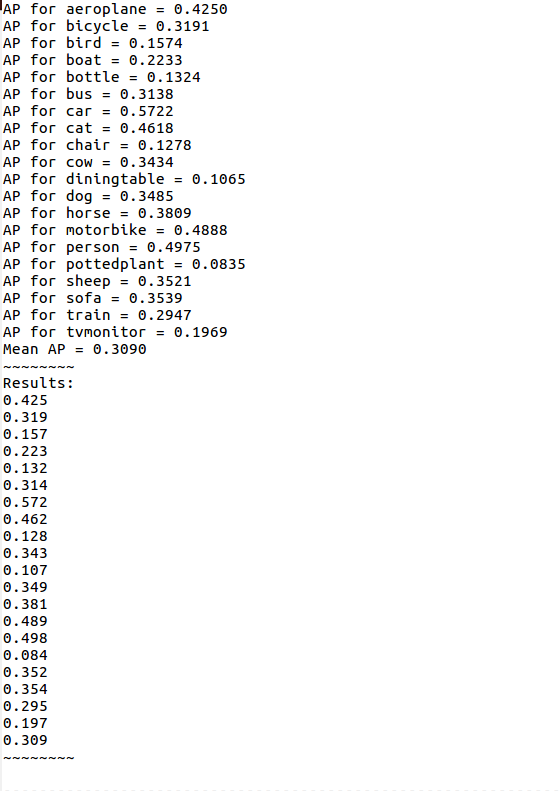 AP for aeroplane = 0.4250
AP for bicycle = 0.3191
AP for bird = 0.1574
AP for boat = 0.2233
AP for bottle = 0.1324
AP for bus = 0.3138
AP for car = 0.5722
AP for cat = 0.4618
AP for chair = 0.1278
AP for cow = 0.3434
AP for diningtable = 0.1065
AP for dog = 0.3485
AP for horse = 0.3809
AP for motorbike = 0.4888
AP for person = 0.4975
AP for pottedplant = 0.0835
AP for sheep = 0.3521
AP for sofa = 0.3539
AP for train = 0.2947
AP for tvmonitor = 0.1969
Mean AP = 0.3090
~~~~~~~~
Results:
0.425
0.319
0.157
0.223
0.132
0.314
0.572
0.462
0.128
0.343
0.107
0.349
0.381
0.489
0.498
0.084
0.352
0.354
0.295
0.197
0.309
~~~~~~~~